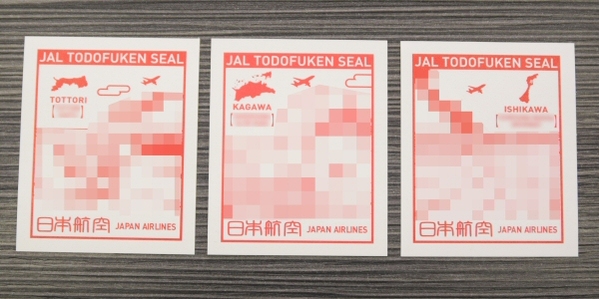 JAL TODOFUKEN SEAL
TOTTORI
日本航空 JAPAN AIRLINES
JAL TODOFUKEN SEAL
KAGAWA
日本航空 JAPAN AIRLINES
JAL TODOFUKEN SEAL
ISHIKAWA
日本航空 JAPAN AIRLINES